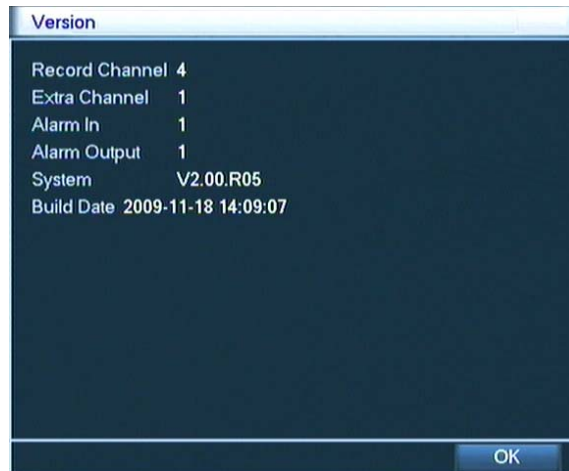 Version
Record Channel 4
Extra Channel 1
Alarm In 1
Alarm Output 1
System V2.00.R05
Build Date 2009-11-18 14:09:07
OK